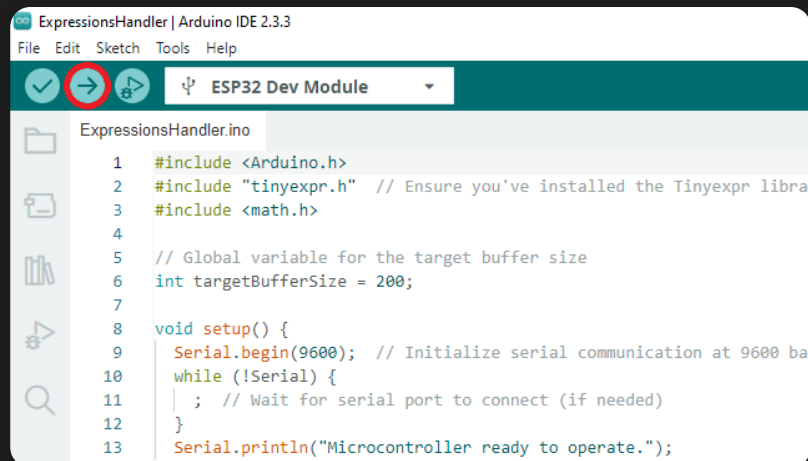 ExpressionsHandler | Arduino IDE 2.3.3
File Edit Sketch Tools Help
ESP32 Dev Module
ExpressionsHandler.ino
1 #include <Arduino.h>
2 #include "tinyexpr.h"  // Ensure you've installed the Tinyexpr libra
3 #include <math.h>
4
5 // Global variable for the target buffer size
6 int targetBufferSize = 200;
7
8 void setup() {
9   Serial.begin(9600);  // Initialize serial communication at 9600 ba
10   while (!Serial) {
11     ;  // Wait for serial port to connect (if needed)
12   }
13   Serial.println("Microcontroller ready to operate.");